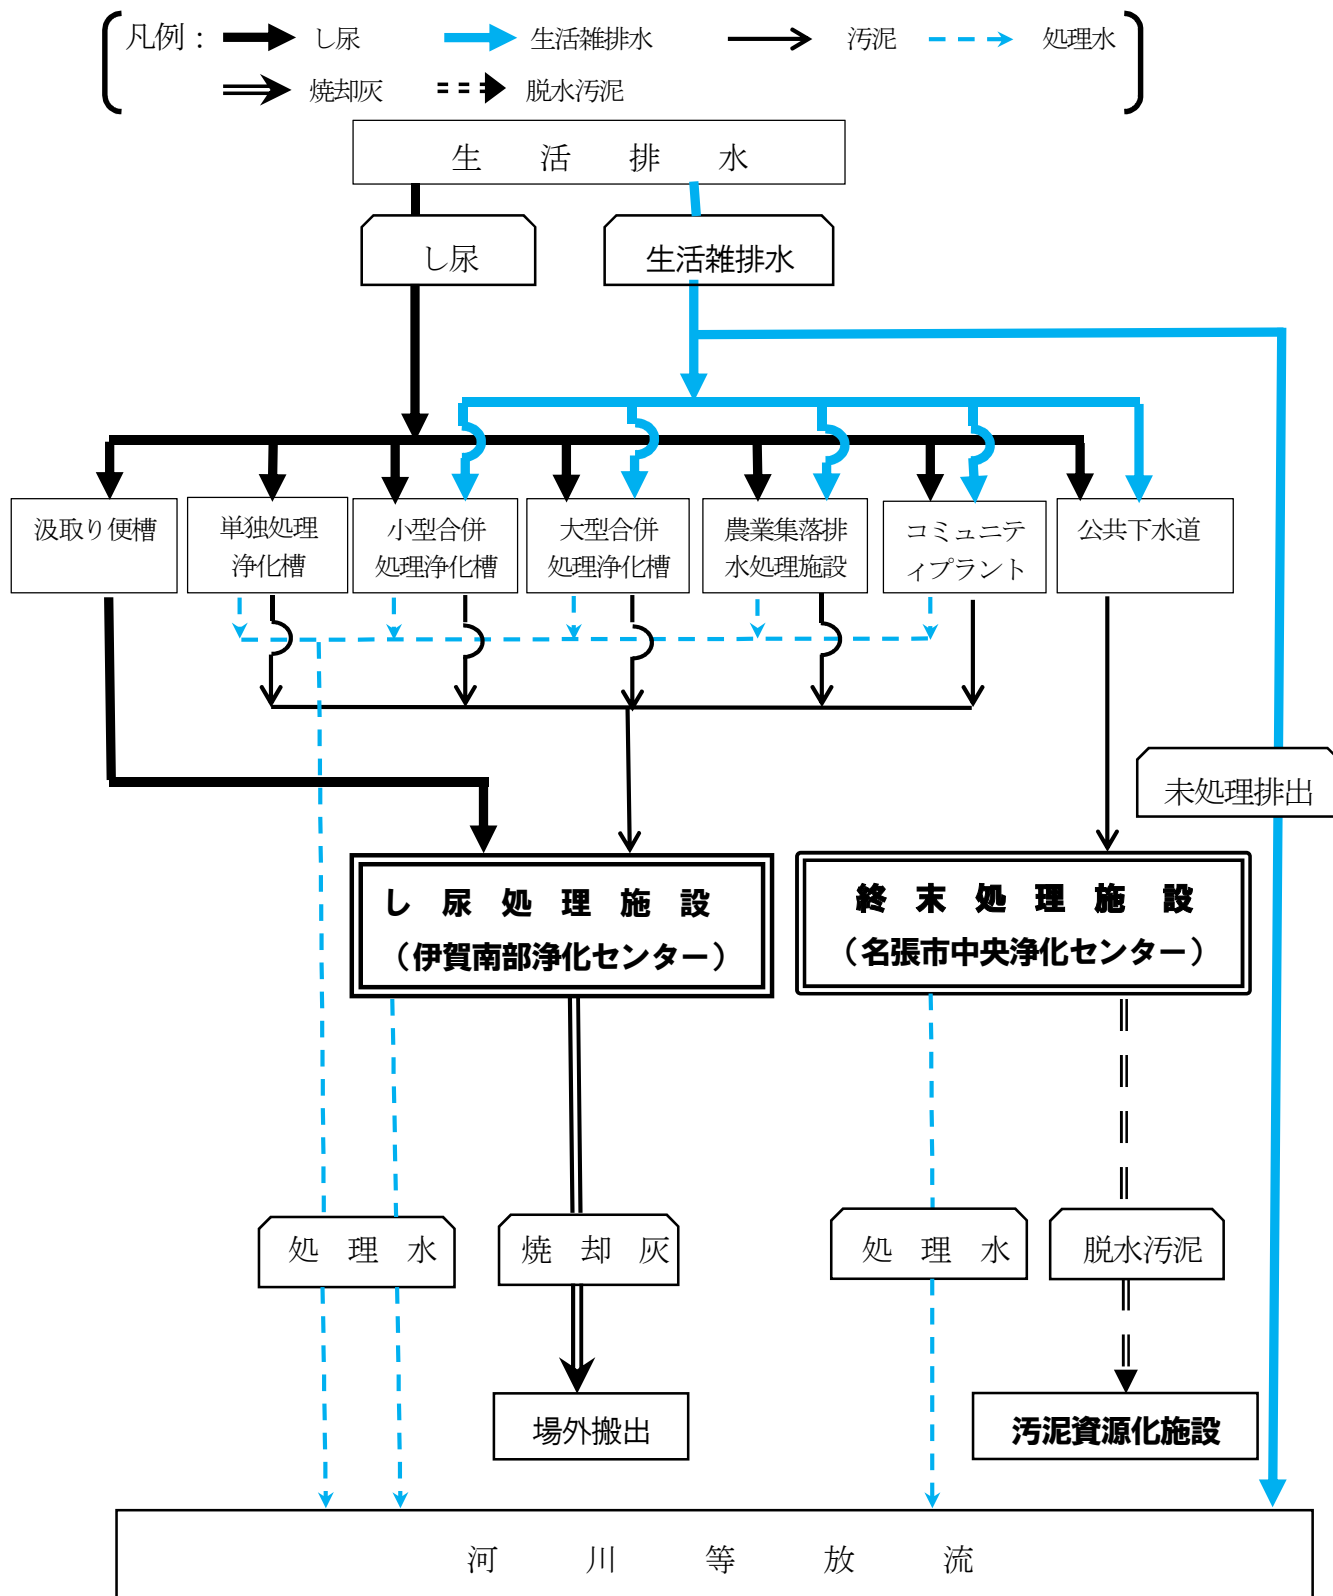 凡例： し尿 生活雑排水 汚泥 処理水
焼却灰 脱水汚泥
生 活 排 水
し尿 生活雑排水
汲取り便槽
単独処理
浄化槽
小型合併
処理浄化槽
大型合併
処理浄化槽
農業集落排
水処理施設
コミュニテ
ィプラント
公共下水道
未処理排出
し 尿 処 理 施 設
（伊賀南部浄化センター）
終 末 処 理 施 設
（名張市中央浄化センター）
処 理 水
焼 却 灰
処 理 水
脱水汚泥
場外搬出
汚泥資源化施設
河 川 等 放 流